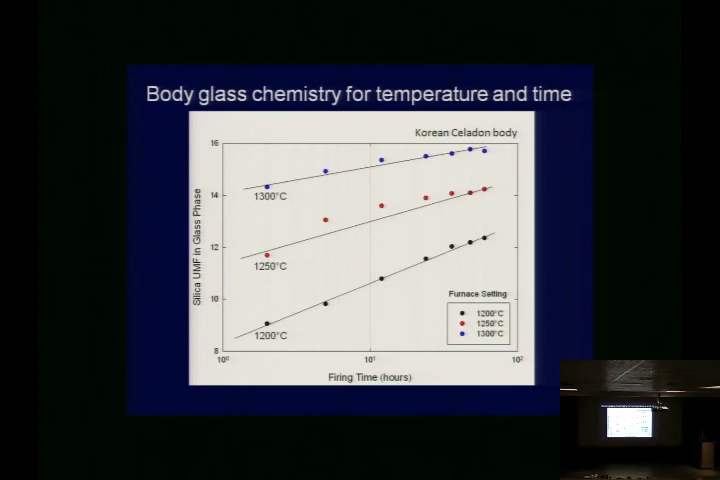 Body glass chemistry for temperature and time
Korean Celadon body
16
14
12
10
8
Silica UMF in Glass Phase
1300°C
1250°C
1200°C
Furnace Setting
1200°C
1250°C
1300°C
10⁰
10¹
10²
Firing Time (hours)